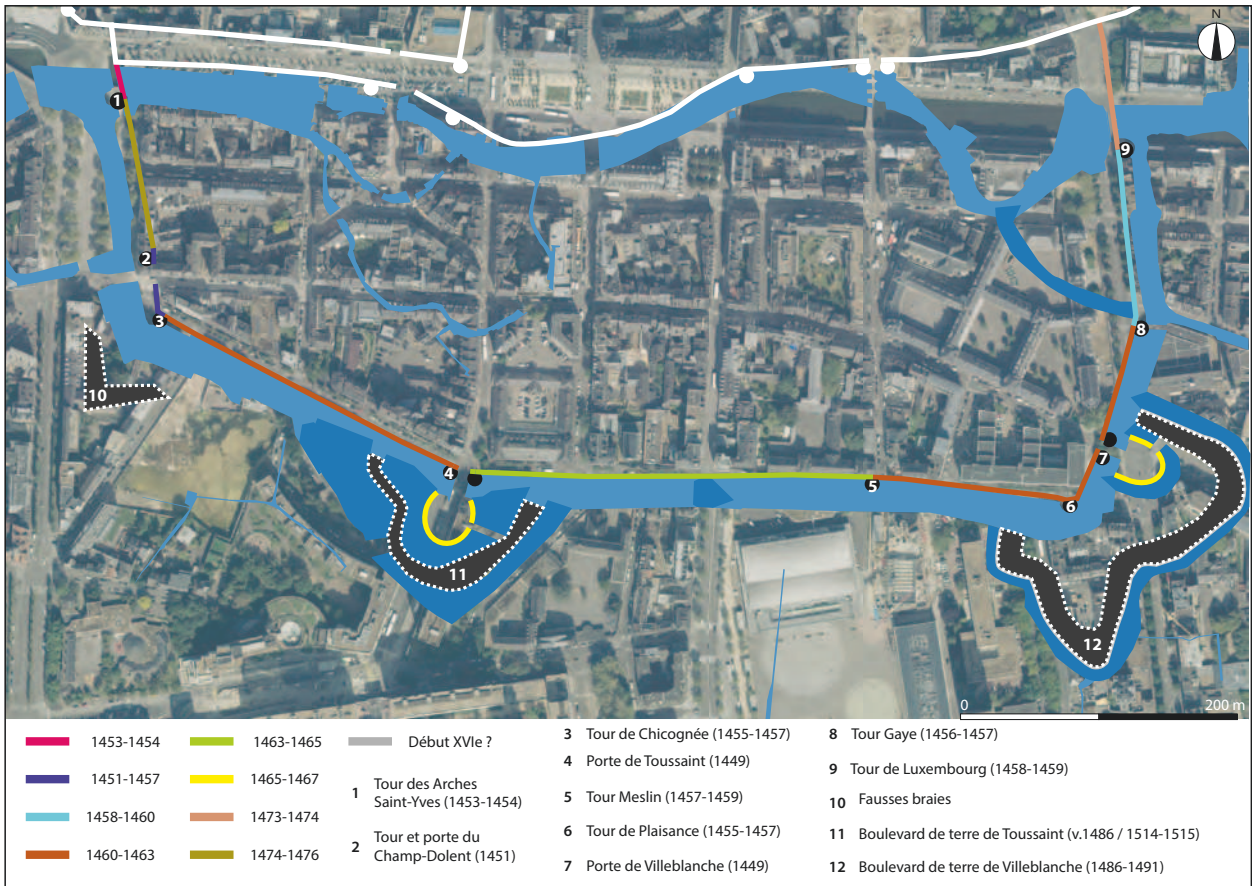 N
1
9
2
3
8
10
4
7
5
6
11
12
0
200 m
1453-1454
1451-1457
1458-1460
1460-1463
1463-1465
1465-1467
1473-1474
1474-1476
Début XVIe ?
1 Tour des Arches
Saint-Yves (1453-1454)
2 Tour et porte du
Champ-Dolent (1451)
3 Tour de Chicognée (1455-1457)
4 Porte de Toussaint (1449)
5 Tour Meslin (1457-1459)
6 Tour de Plaisance (1455-1457)
7 Porte de Villeblanche (1449)
8 Tour Gaye (1456-1457)
9 Tour de Luxembourg (1458-1459)
10 Fausses braies
11 Boulevard de terre de Toussaint (v.1486 / 1514-1515)
12 Boulevard de terre de Villeblanche (1486-1491)